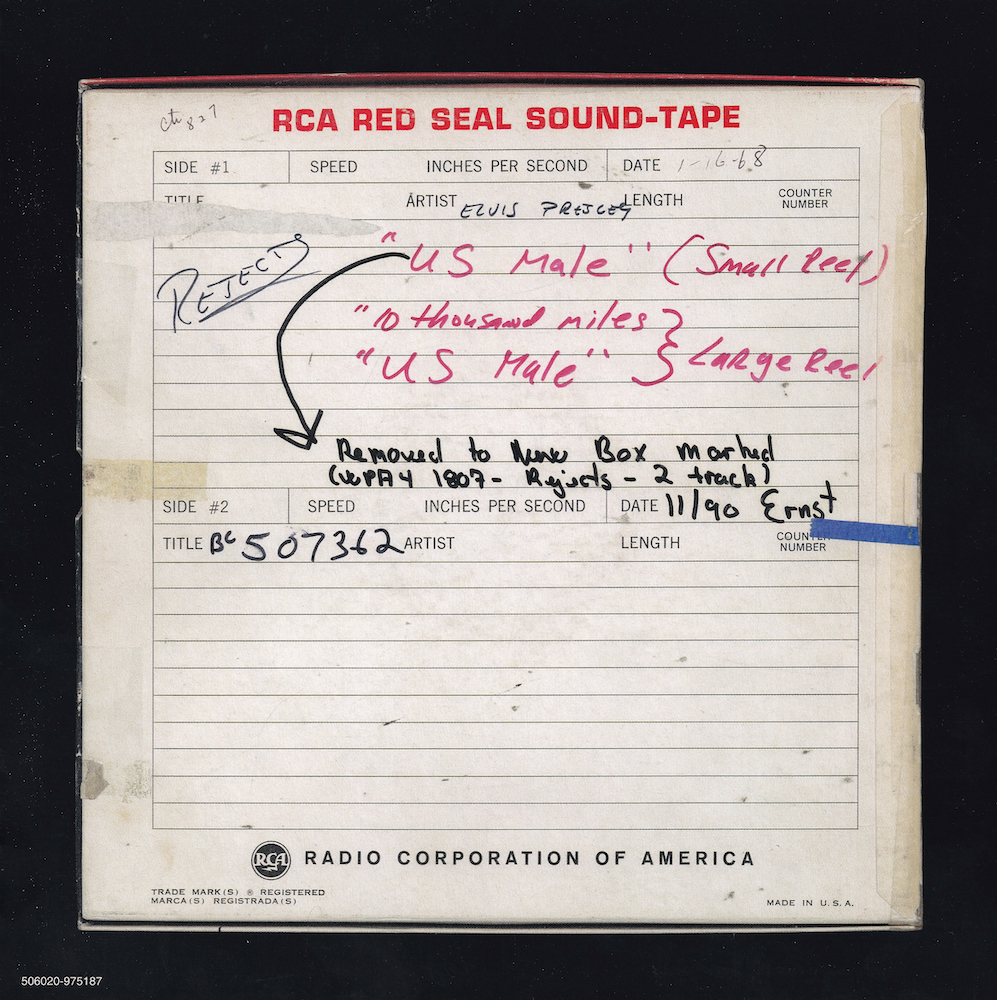 RCA RED SEAL SOUND-TAPE
SIDE #1 SPEED INCHES PER SECOND DATE 1-16-68
TITLE ARTIST ELVIS PRESLEY LENGTH COUNTER NUMBER
REJECTS
"US Male" (Small Reel)
"10 thousand miles }
"US Male" } Large Reel
Removed to New Box marked
(WPA4 1807 - Rejects - 2 track)
SIDE #2 SPEED INCHES PER SECOND DATE 11/90 Ernst
TITLE BC 507362 ARTIST LENGTH COUNTER NUMBER
RCA RADIO CORPORATION OF AMERICA
TRADE MARK(S) ® REGISTERED
MARCA(S) REGISTRADA(S)
MADE IN U.S.A.
506020-975187